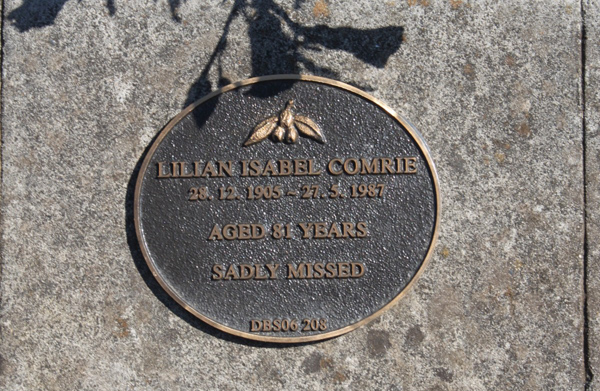 LILIAN ISABEL COMRIE
28. 12. 1905 – 27. 5. 1987
AGED 81 YEARS
SADLY MISSED
DBS06 208